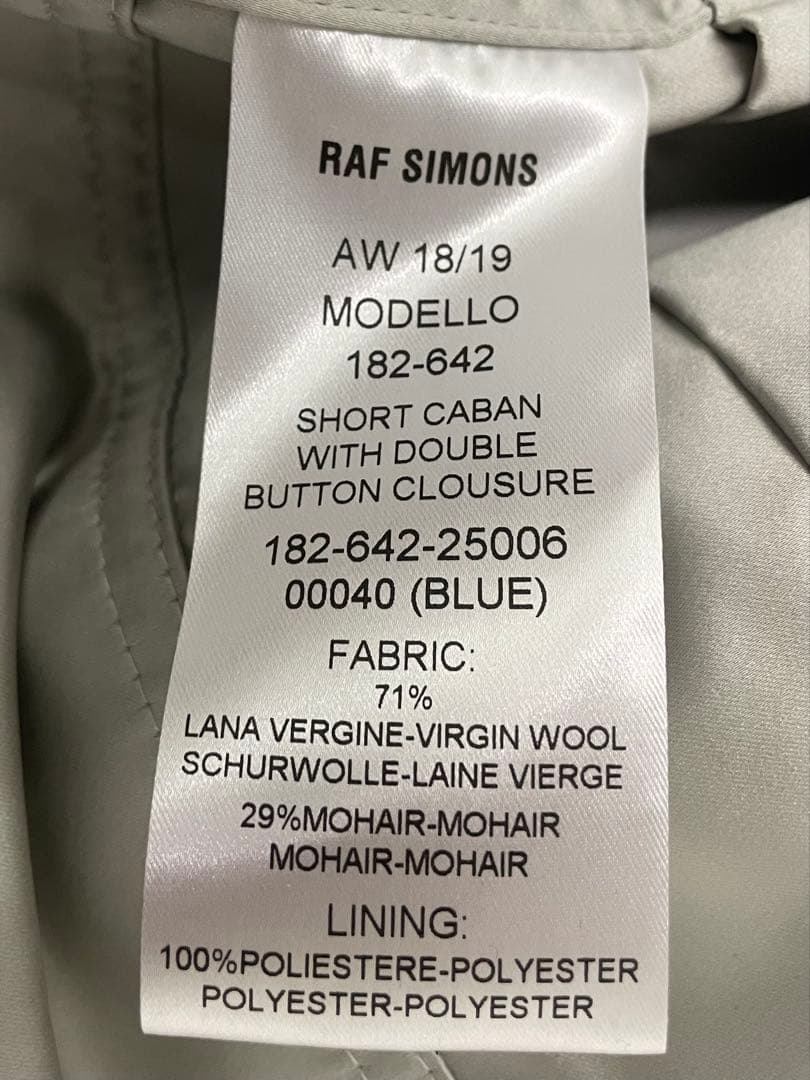 RAF SIMONS
AW 18/19
MODELLO
182-642
SHORT CABAN
WITH DOUBLE
BUTTON CLOUSURE
182-642-25006
00040 (BLUE)
FABRIC:
71%
LANA VERGINE-VIRGIN WOOL
SCHURWOLLE-LAINE VIERGE
29%MOHAIR-MOHAIR
MOHAIR-MOHAIR
LINING:
100%POLIESTERE-POLYESTER
POLYESTER-POLYESTER